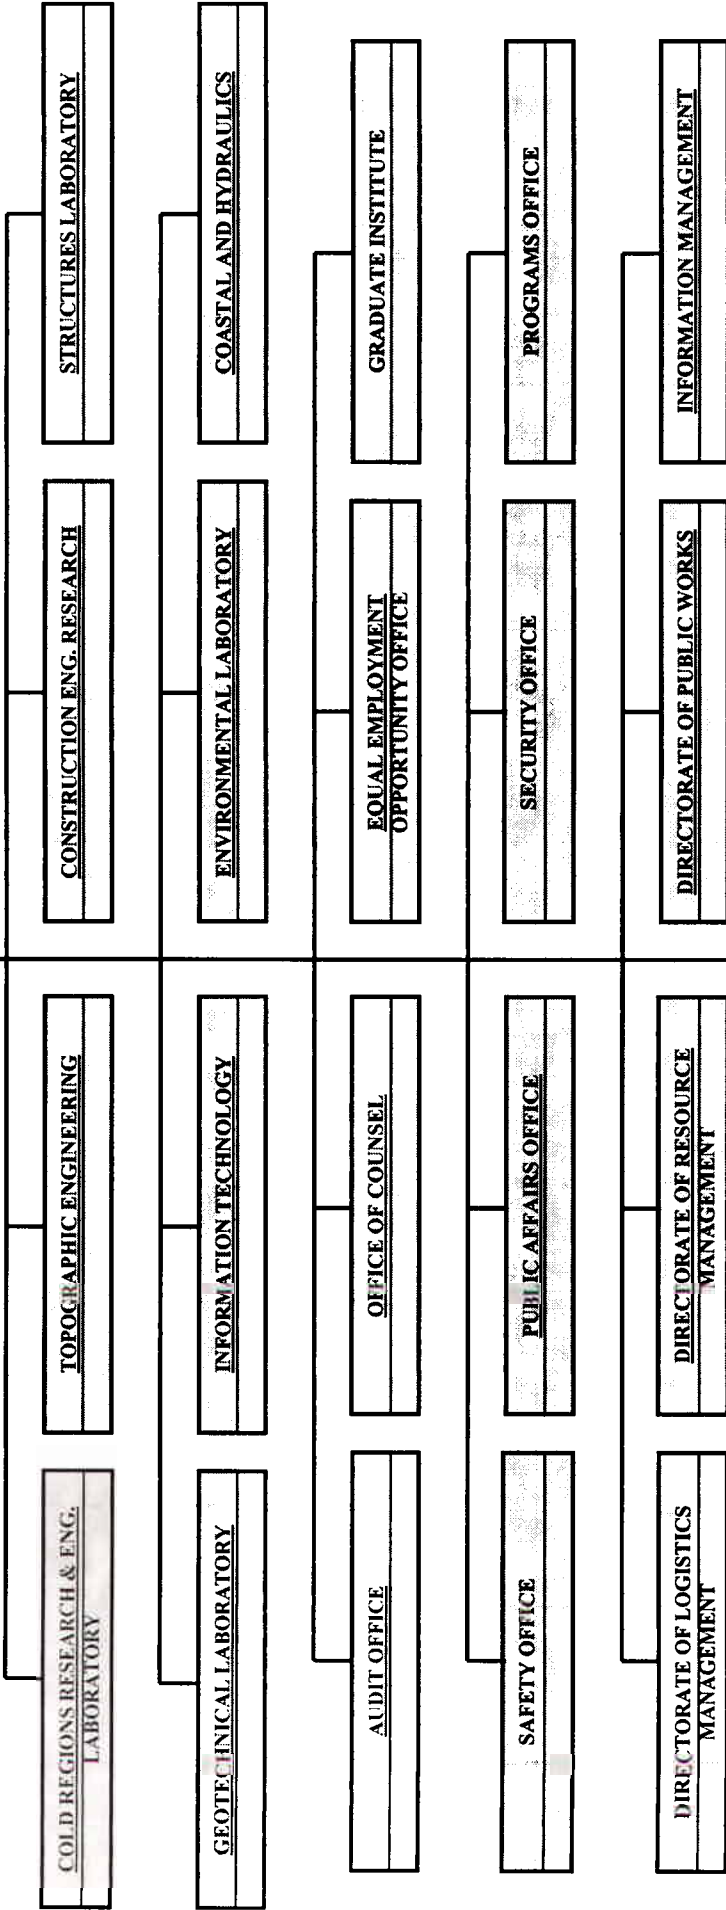 COLD REGIONS RESEARCH & ENG.
LABORATORY
TOPOGRAPHIC ENGINEERING
CONSTRUCTION ENG. RESEARCH
STRUCTURES LABORATORY
GEOTECHNICAL LABORATORY
INFORMATION TECHNOLOGY
ENVIRONMENTAL LABORATORY
COASTAL AND HYDRAULICS
AUDIT OFFICE
OFFICE OF COUNSEL
EQUAL EMPLOYMENT
OPPORTUNITY OFFICE
GRADUATE INSTITUTE
SAFETY OFFICE
PUBLIC AFFAIRS OFFICE
SECURITY OFFICE
PROGRAMS OFFICE
DIRECTORATE OF LOGISTICS
MANAGEMENT
DIRECTORATE OF RESOURCE
MANAGEMENT
DIRECTORATE OF PUBLIC WORKS
INFORMATION MANAGEMENT